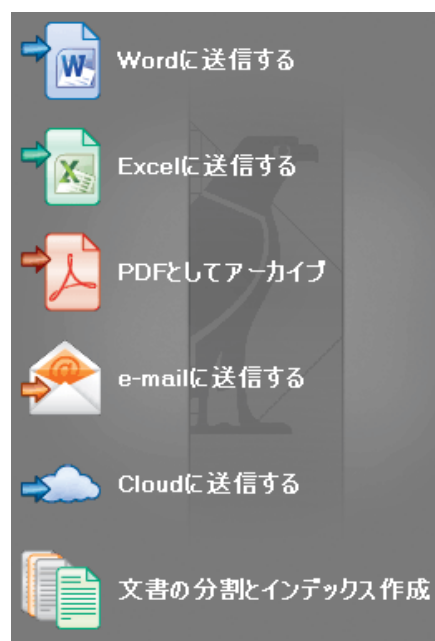 Wordに送信する
Excelに送信する
PDFとしてアーカイブ
e-mailに送信する
Cloudに送信する
文書の分割とインデックス作成